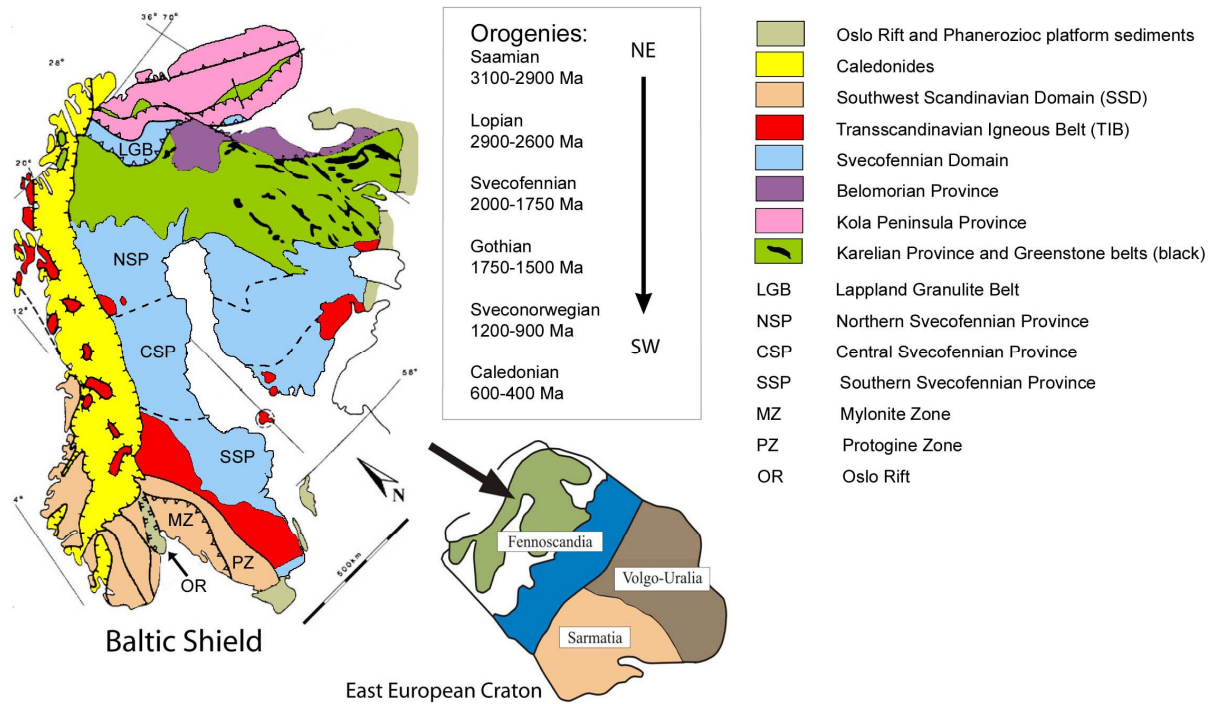 36° 70°
28°
20°
12°
4°
58°
LGB
NSP
CSP
SSP
MZ
PZ
OR
N
500km
Baltic Shield
Orogenies:
Saamian
3100-2900 Ma
Lopian
2900-2600 Ma
Svecofennian
2000-1750 Ma
Gothian
1750-1500 Ma
Sveconorwegian
1200-900 Ma
Caledonian
600-400 Ma
NE
SW
Fennoscandia
Volgo-Uralia
Sarmatia
East European Craton
Oslo Rift and Phanerozioc platform sediments
Caledonides
Southwest Scandinavian Domain (SSD)
Transscandinavian Igneous Belt (TIB)
Svecofennian Domain
Belomorian Province
Kola Peninsula Province
Karelian Province and Greenstone belts (black)
LGB Lappland Granulite Belt
NSP Northern Svecofennian Province
CSP Central Svecofennian Province
SSP Southern Svecofennian Province
MZ Mylonite Zone
PZ Protogine Zone
OR Oslo Rift